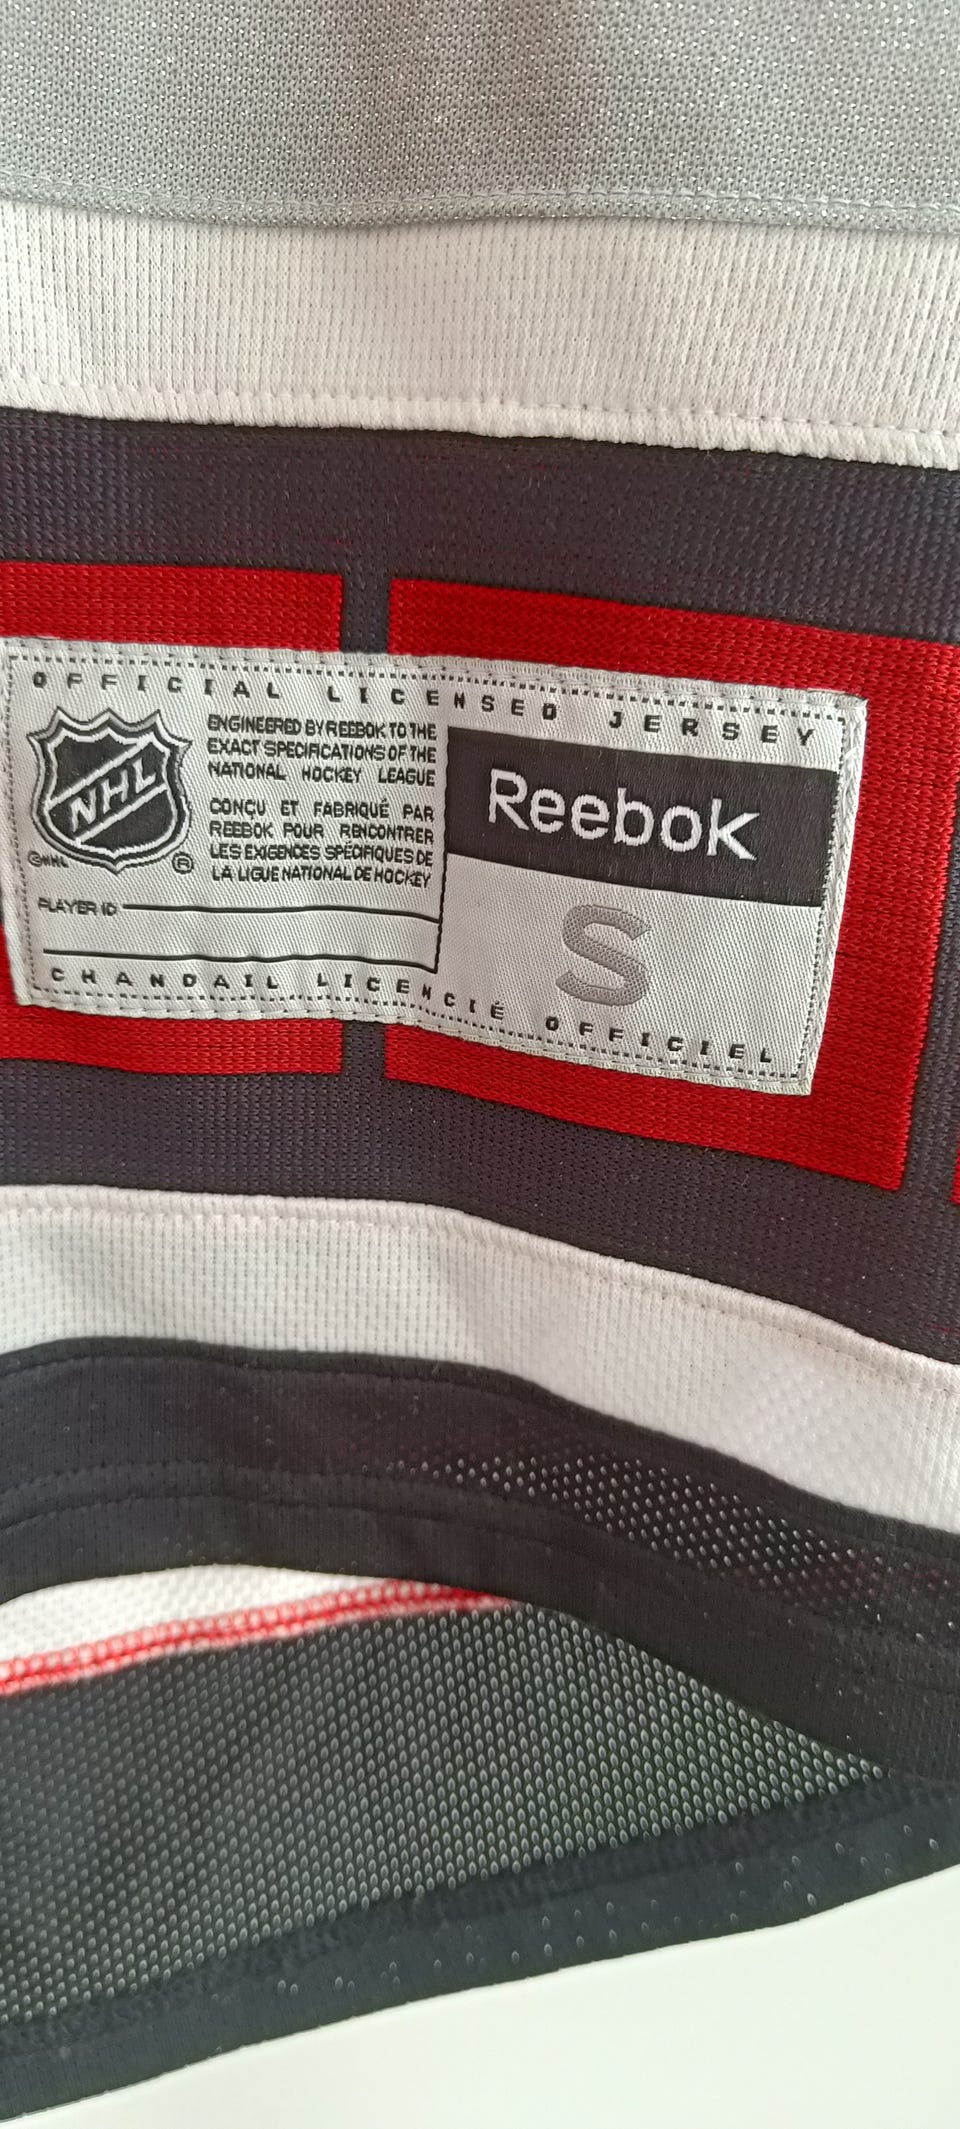 OFFICIAL LICENSED JERSEY
NHL
©NHL ®
ENGINEERED BY REEBOK TO THE
EXACT SPECIFICATIONS OF THE
NATIONAL HOCKEY LEAGUE
CONÇU ET FABRIQUÉ PAR
REEBOK POUR RENCONTRER
LES EXIGENCES SPÉCIFIQUES DE
LA LIGUE NATIONAL DE HOCKEY
PLAYER ID
Reebok
S
CHANDAIL LICENCIÉ OFFICIEL